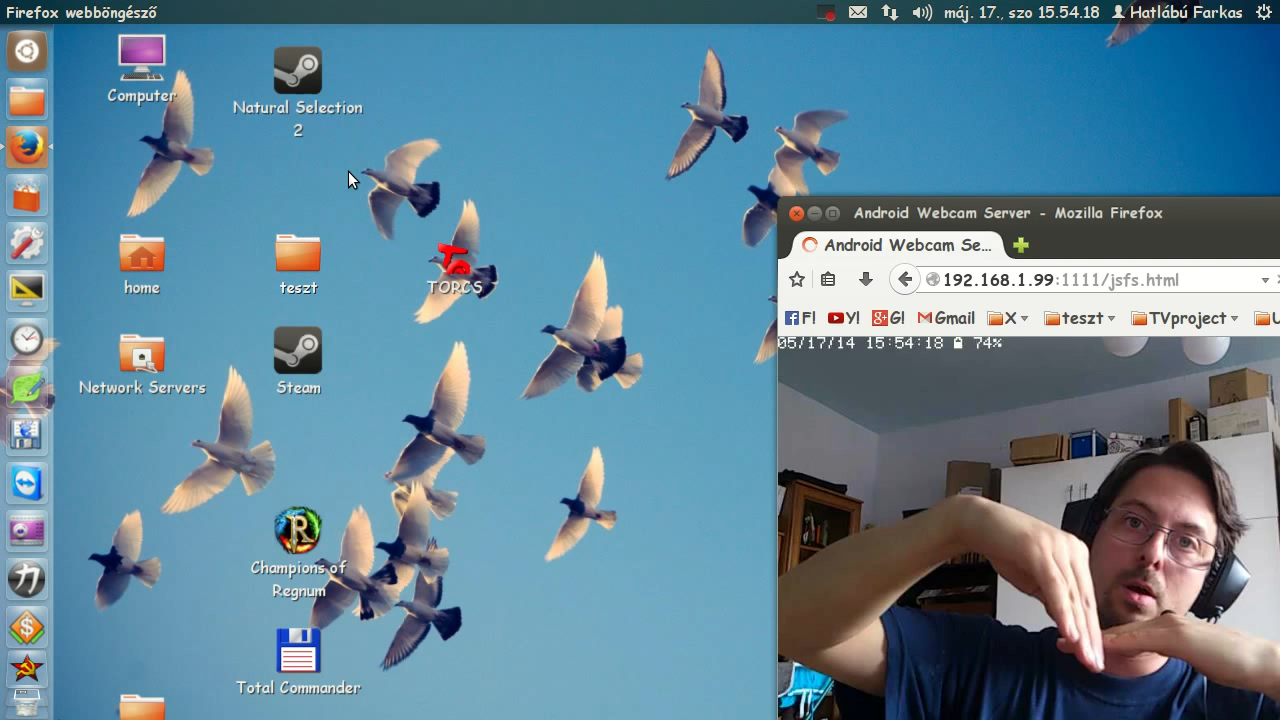 Firefox webböngésző
máj. 17., szo 15.54.18
Hatlábú Farkas
Computer
Natural Selection
2
home
teszt
TORCS
Network Servers
Steam
Champions of
Regnum
Total Commander
Android Webcam Server - Mozilla Firefox
Android Webcam Se...
192.168.1.99:1111/jsfs.html
F!
Y!
G!
Gmail
X
teszt
TVproject
05/17/14 15:54:18 74%